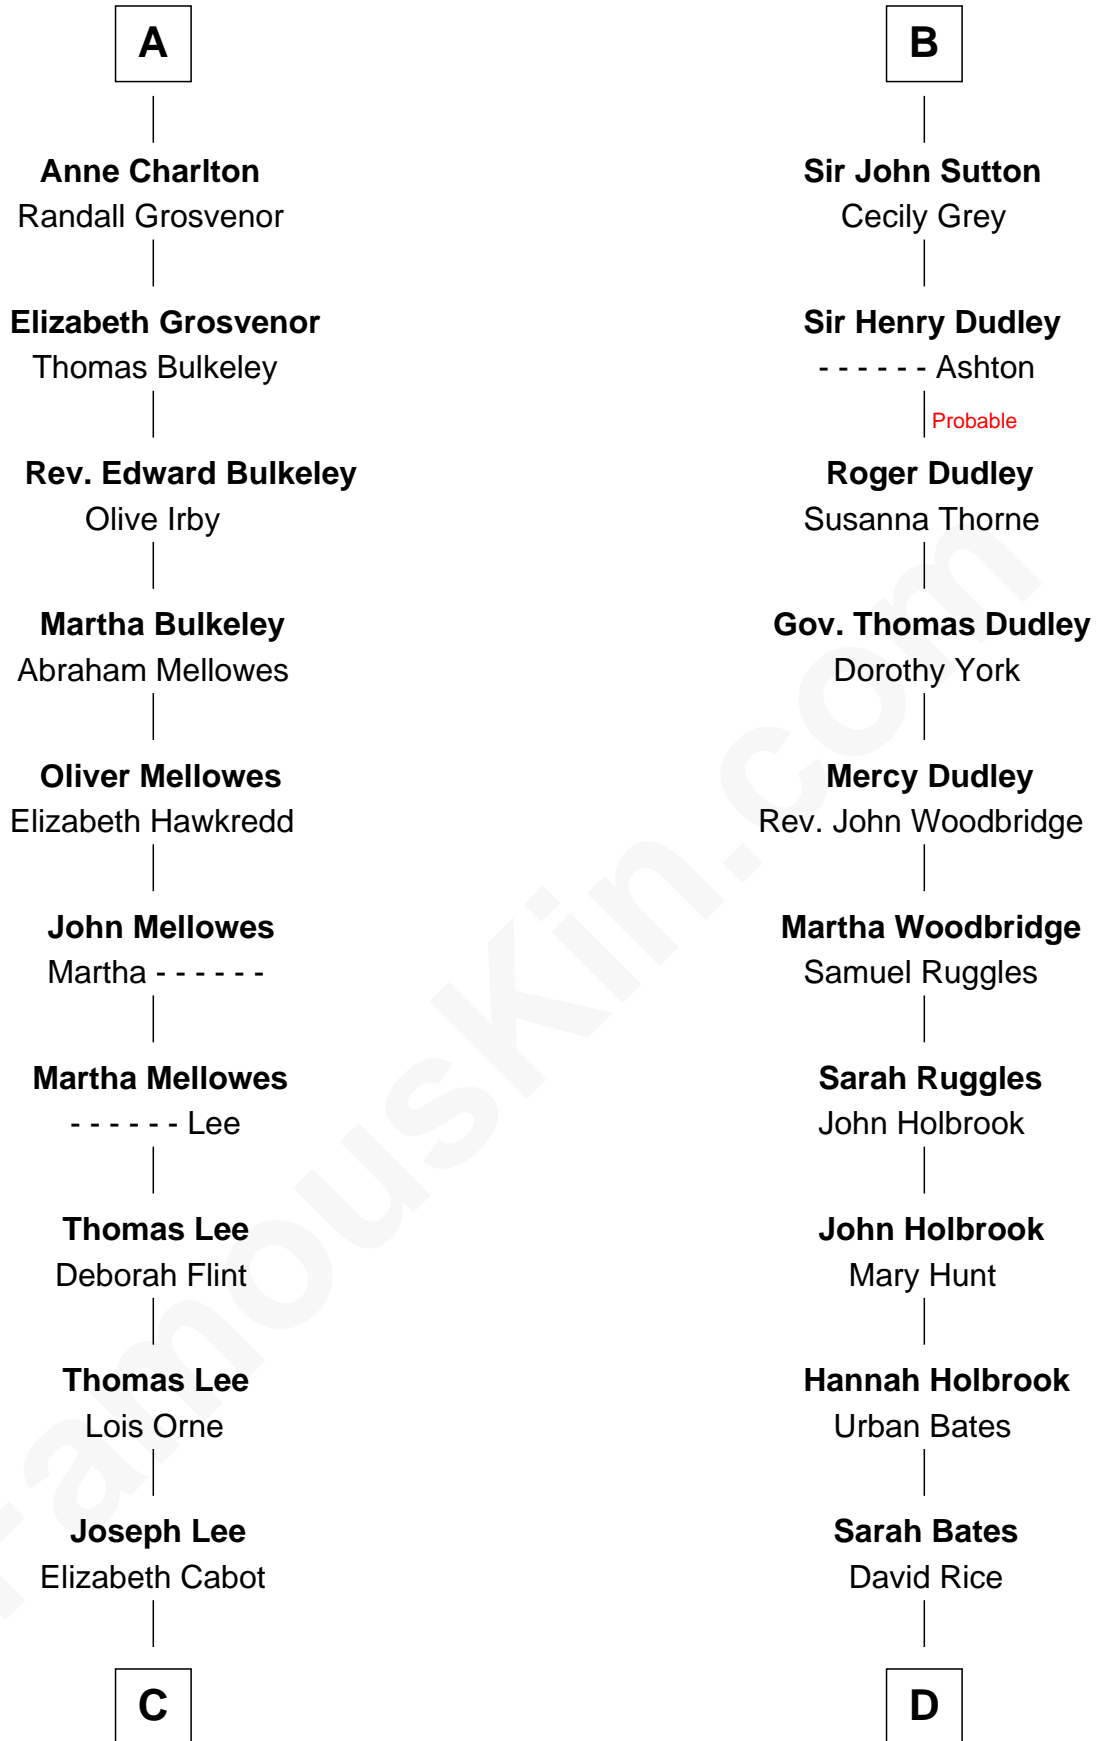 A
Anne Charlton
Randall Grosvenor
Elizabeth Grosvenor
Thomas Bulkeley
Rev. Edward Bulkeley
Olive Irby
Martha Bulkeley
Abraham Mellowes
Oliver Mellowes
Elizabeth Hawkredd
John Mellowes
Martha - - - - - -
Martha Mellowes
- - - - - - Lee
Thomas Lee
Deborah Flint
Thomas Lee
Lois Orne
Joseph Lee
Elizabeth Cabot
C
B
Sir John Sutton
Cecily Grey
Sir Henry Dudley
- - - - - - Ashton
Probable
Roger Dudley
Susanna Thorne
Gov. Thomas Dudley
Dorothy York
Mercy Dudley
Rev. John Woodbridge
Martha Woodbridge
Samuel Ruggles
Sarah Ruggles
John Holbrook
John Holbrook
Mary Hunt
Hannah Holbrook
Urban Bates
Sarah Bates
David Rice
D
FamousKin.com